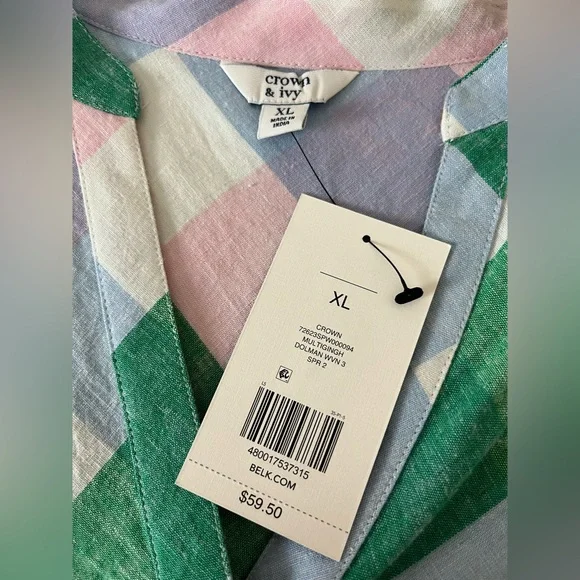 crown
& ivy
XL
MADE IN
INDIA
XL
CROWN
72623SPW000094
MULTIGINGH
DOLMAN WVN 3
SPR 2
480017537315
BELK.COM
$59.50